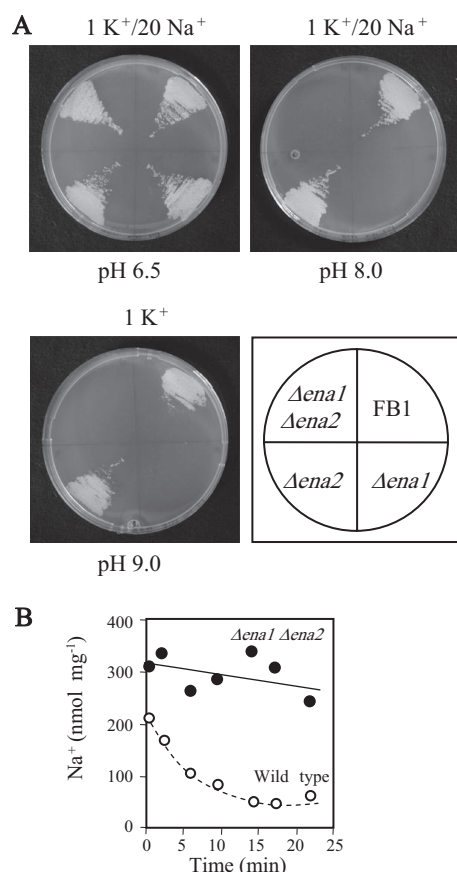 A
1 K⁺/20 Na⁺
1 K⁺/20 Na⁺
pH 6.5
pH 8.0
1 K⁺
Δena1
Δena2
FB1
Δena2
Δena1
pH 9.0
B
Na⁺ (nmol mg⁻¹)
400
300
200
100
0
Δena1 Δena2
Wild type
0
5
10
15
20
25
Time (min)